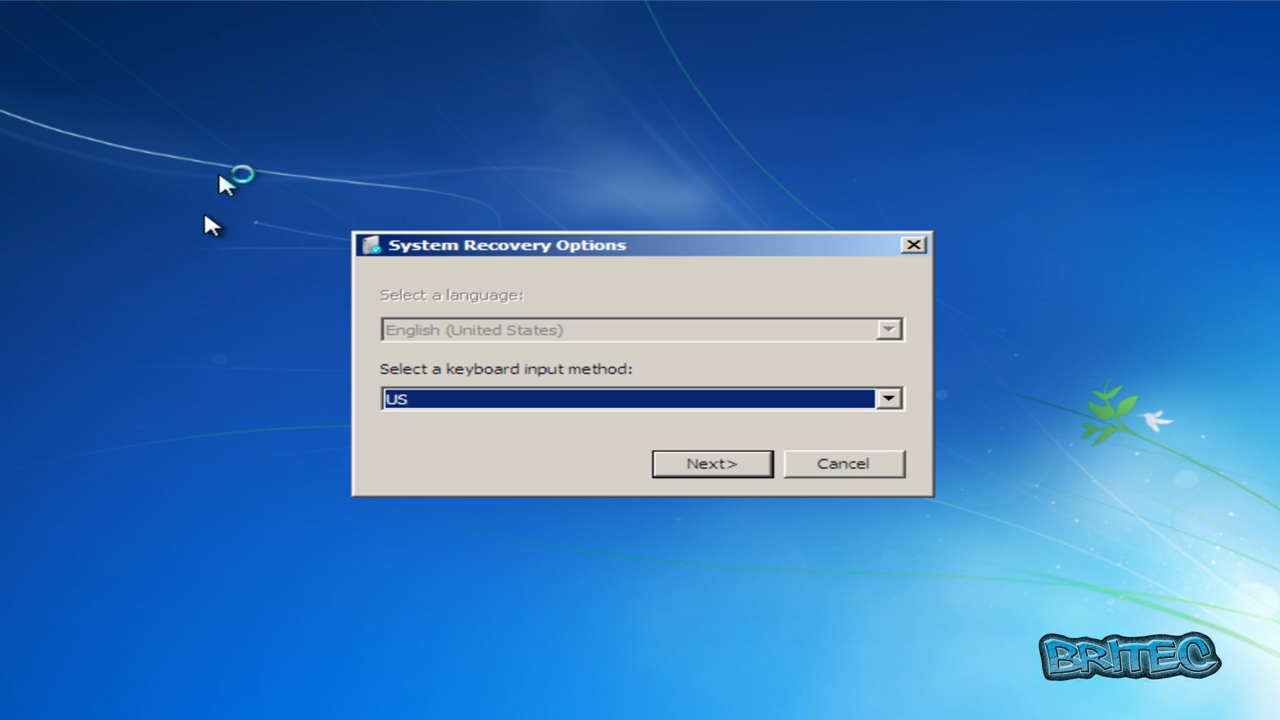 System Recovery Options
Select a language:
English (United States)
Select a keyboard input method:
US
Next>
Cancel
BRITEC